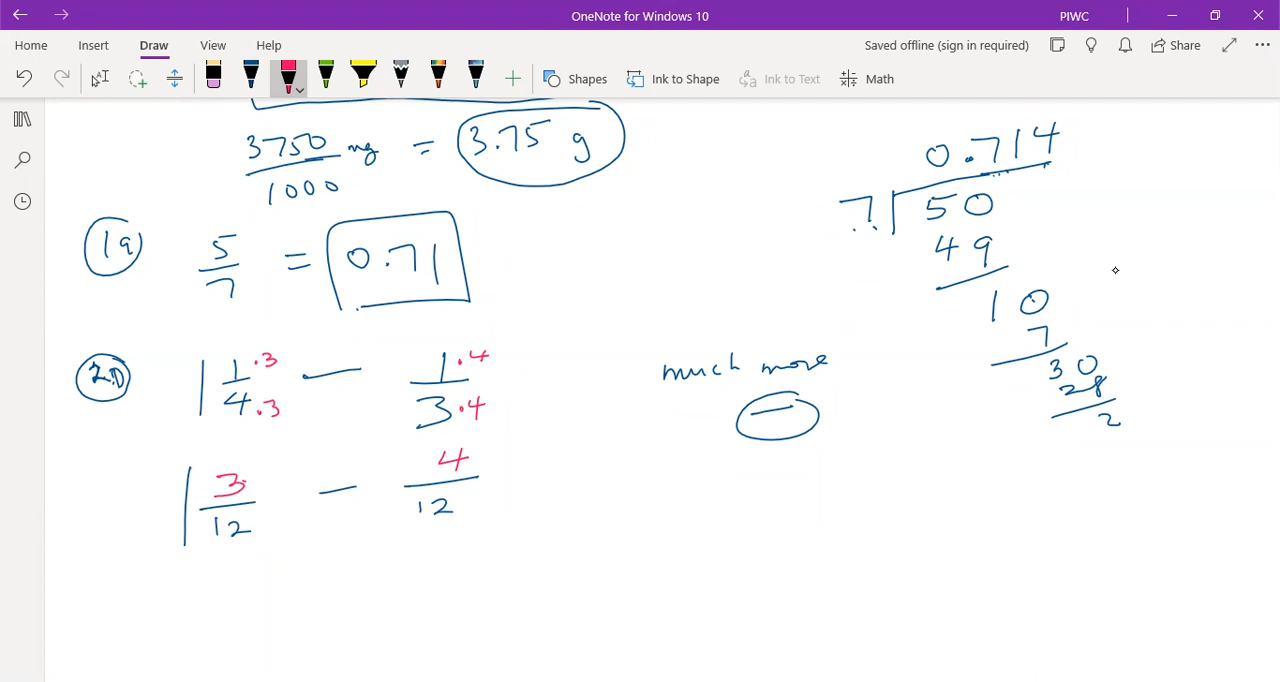 OneNote for Windows 10
PIWC
Home Insert Draw View Help
Saved offline (sign in required)
Share
Shapes
Ink to Shape
Ink to Text
Math
3750 mg = 3.75 g
1000
0.714
7 50
49
10
7
30
28
2
19 5/7 = 0.71
20 1 1·3/4·3 — 1·4/3·4
much more
—
1 3/12 — 4/12